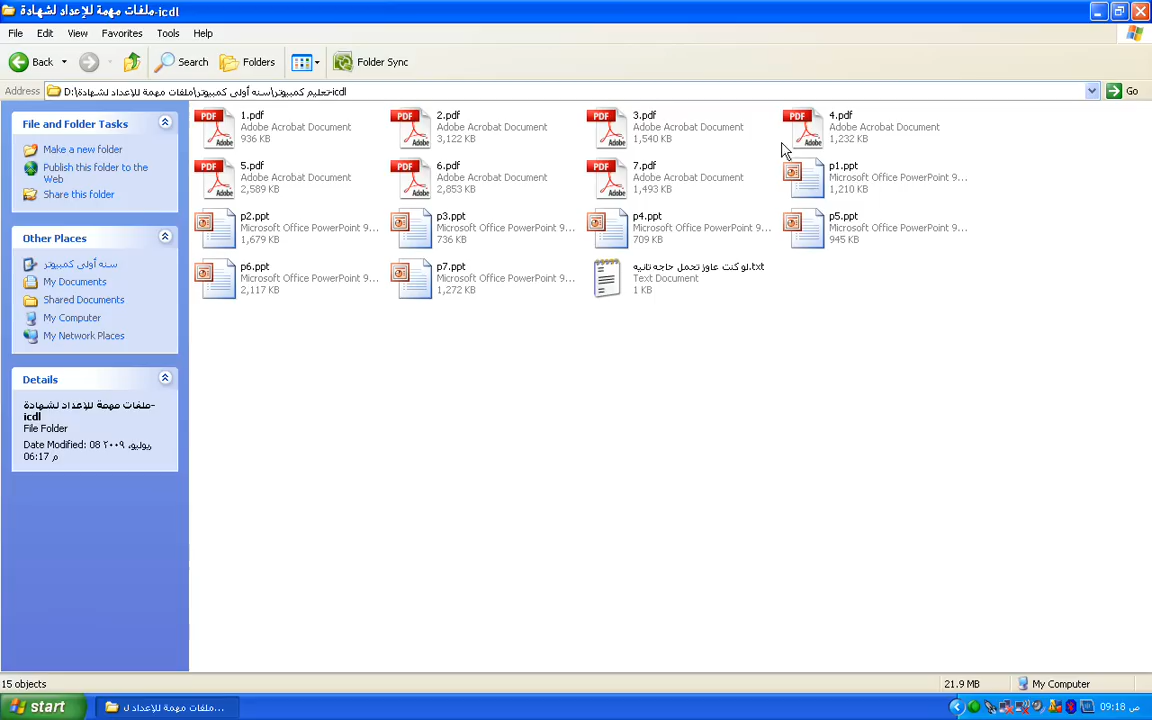 ملفات مهمة للإعداد لشهادة-icdl
File Edit View Favorites Tools Help
Back Search Folders Folder Sync
Address D:\تعليم كمبيوتر\سنه أولى كمبيوتر\ملفات مهمة للإعداد لشهادة-icdl Go
File and Folder Tasks
Make a new folder
Publish this folder to the
Web
Share this folder
Other Places
سنه أولى كمبيوتر
My Documents
Shared Documents
My Computer
My Network Places
Details
ملفات مهمة للإعداد لشهادة-
icdl
File Folder
Date Modified: 08 يوليو، ٢٠٠٩
06:17 م
1.pdf
Adobe Acrobat Document
936 KB
2.pdf
Adobe Acrobat Document
3,122 KB
3.pdf
Adobe Acrobat Document
1,540 KB
4.pdf
Adobe Acrobat Document
1,232 KB
5.pdf
Adobe Acrobat Document
2,589 KB
6.pdf
Adobe Acrobat Document
2,853 KB
7.pdf
Adobe Acrobat Document
1,493 KB
p1.ppt
Microsoft Office PowerPoint 9...
1,210 KB
p2.ppt
Microsoft Office PowerPoint 9...
1,679 KB
p3.ppt
Microsoft Office PowerPoint 9...
736 KB
p4.ppt
Microsoft Office PowerPoint 9...
709 KB
p5.ppt
Microsoft Office PowerPoint 9...
945 KB
p6.ppt
Microsoft Office PowerPoint 9...
2,117 KB
p7.ppt
Microsoft Office PowerPoint 9...
1,272 KB
لو كنت عاوز تحمل حاجه تانيه.txt
Text Document
1 KB
15 objects 21.9 MB My Computer
start ملفات مهمة للإعداد ل... 09:18 ص